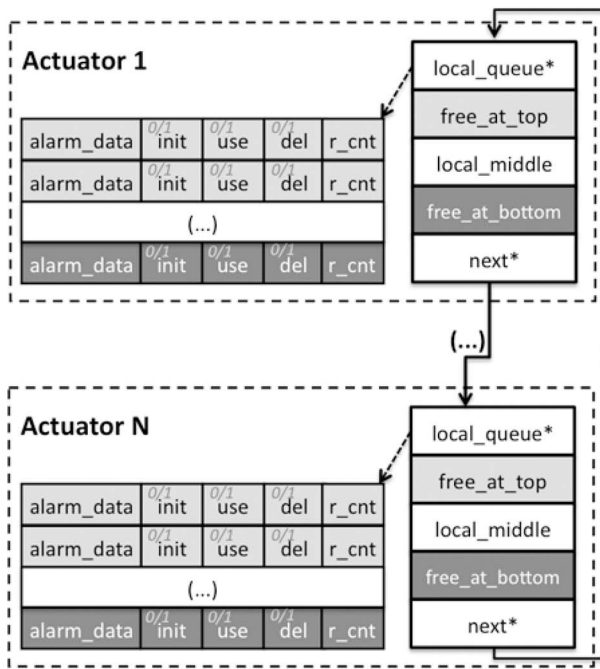 Actuator 1
local_queue*
free_at_top
local_middle
free_at_bottom
next*
alarm_data 0/1 init 0/1 use 0/1 del r_cnt
alarm_data 0/1 init 0/1 use 0/1 del r_cnt
(...)
alarm_data 0/1 init 0/1 use 0/1 del r_cnt
(...)
Actuator N
local_queue*
free_at_top
local_middle
free_at_bottom
next*
alarm_data 0/1 init 0/1 use 0/1 del r_cnt
alarm_data 0/1 init 0/1 use 0/1 del r_cnt
(...)
alarm_data 0/1 init 0/1 use 0/1 del r_cnt